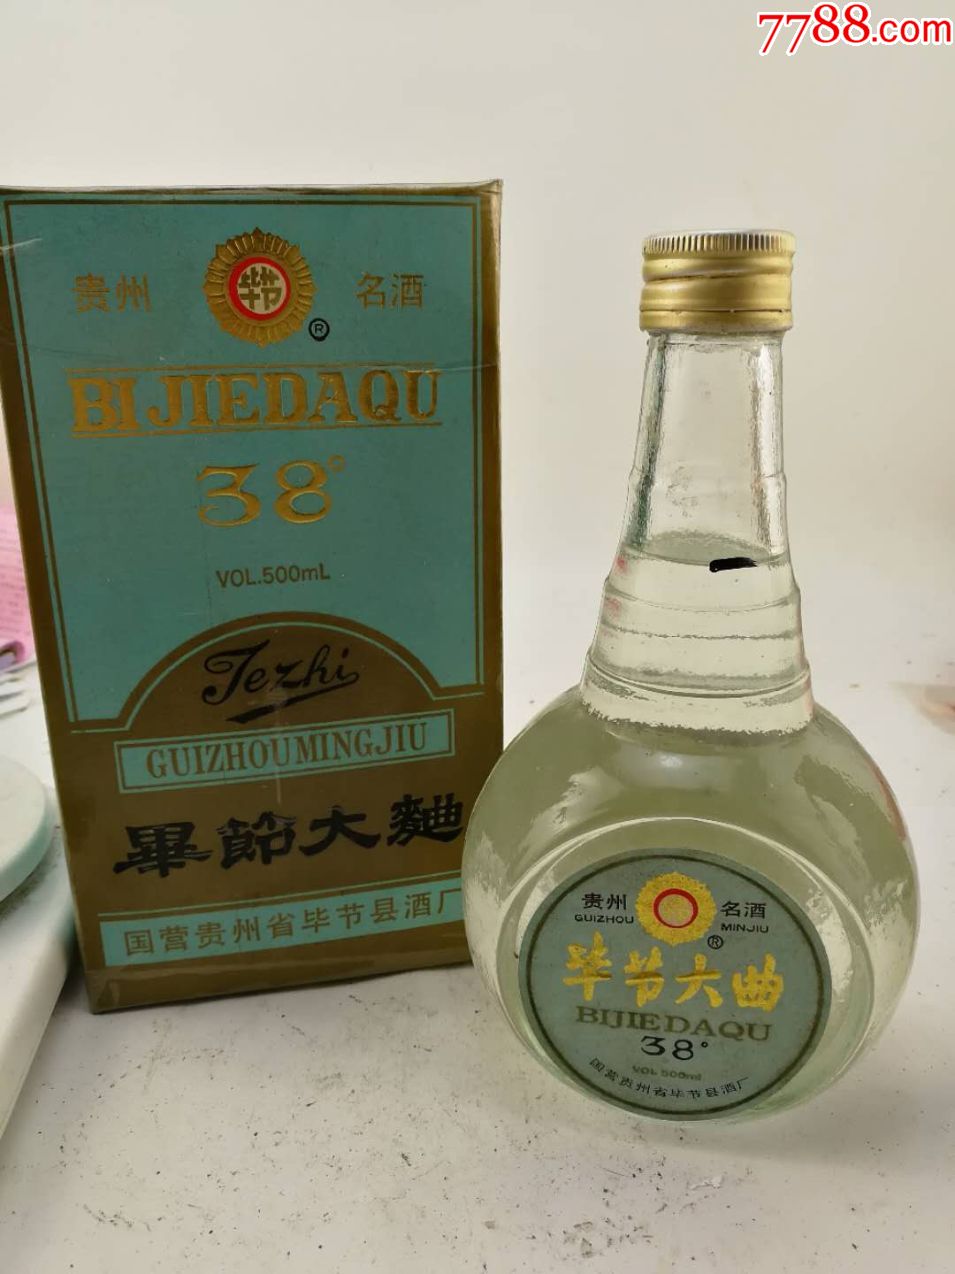 7788.com
贵州 毕节 名酒
®
BIJIEDAQU
38°
VOL.500mL
Tezhi
GUIZHOUMINGJIU
畢節大麯
国营贵州省毕节县酒厂
贵州 名酒
GUIZHOU MINJIU
®
毕节大曲
BIJIEDAQU
38°
VOL 500ml
国营贵州省毕节县酒厂